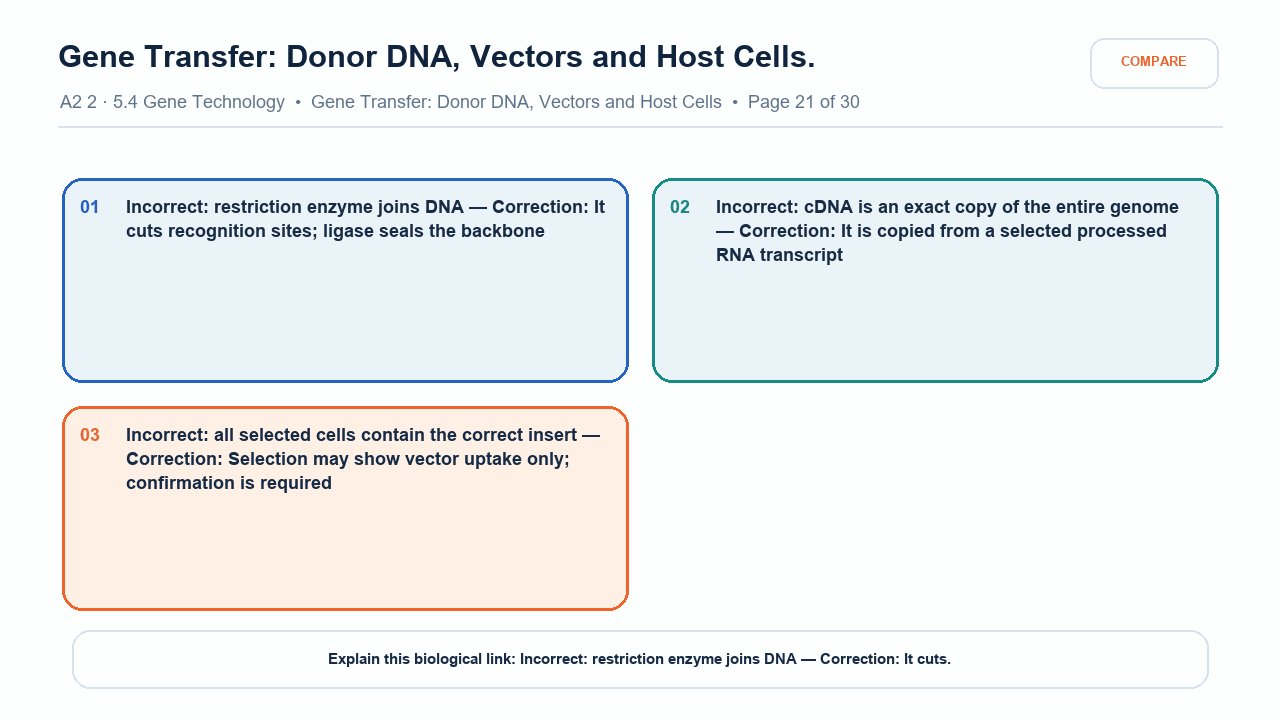 Gene Transfer: Donor DNA, Vectors and Host Cells.
COMPARE
A2 2 · 5.4 Gene Technology • Gene Transfer: Donor DNA, Vectors and Host Cells • Page 21 of 30
01 Incorrect: restriction enzyme joins DNA — Correction: It
cuts recognition sites; ligase seals the backbone
02 Incorrect: cDNA is an exact copy of the entire genome
— Correction: It is copied from a selected processed
RNA transcript
03 Incorrect: all selected cells contain the correct insert —
Correction: Selection may show vector uptake only;
confirmation is required
Explain this biological link: Incorrect: restriction enzyme joins DNA — Correction: It cuts.